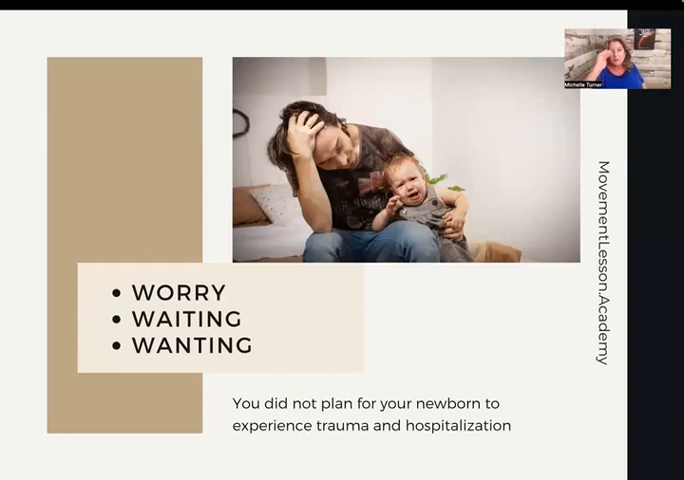 Michelle Turner
MovementLesson.Academy
WORRY
WAITING
WANTING
You did not plan for your newborn to
experience trauma and hospitalization